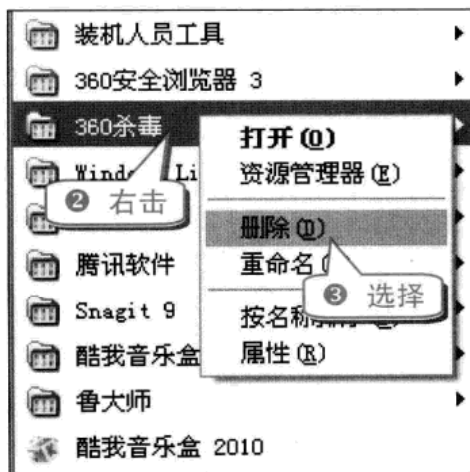 装机人员工具
360安全浏览器 3
360杀毒
❷ 右击
腾讯软件
Snagit 9
酷我音乐盒
鲁大师
酷我音乐盒 2010
打开(O)
资源管理器(E)
删除(D)
重命名
❸ 选择
按名称
属性(R)